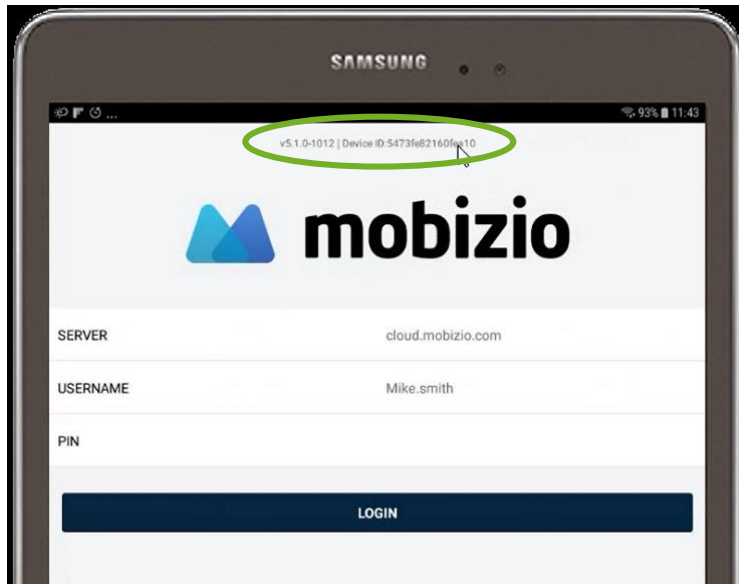 SAMSUNG
... 93% 11:43
v5.1.0-1012 | Device ID:5473fe82160fee10
mobizio
SERVER cloud.mobizio.com
USERNAME Mike.smith
PIN
LOGIN